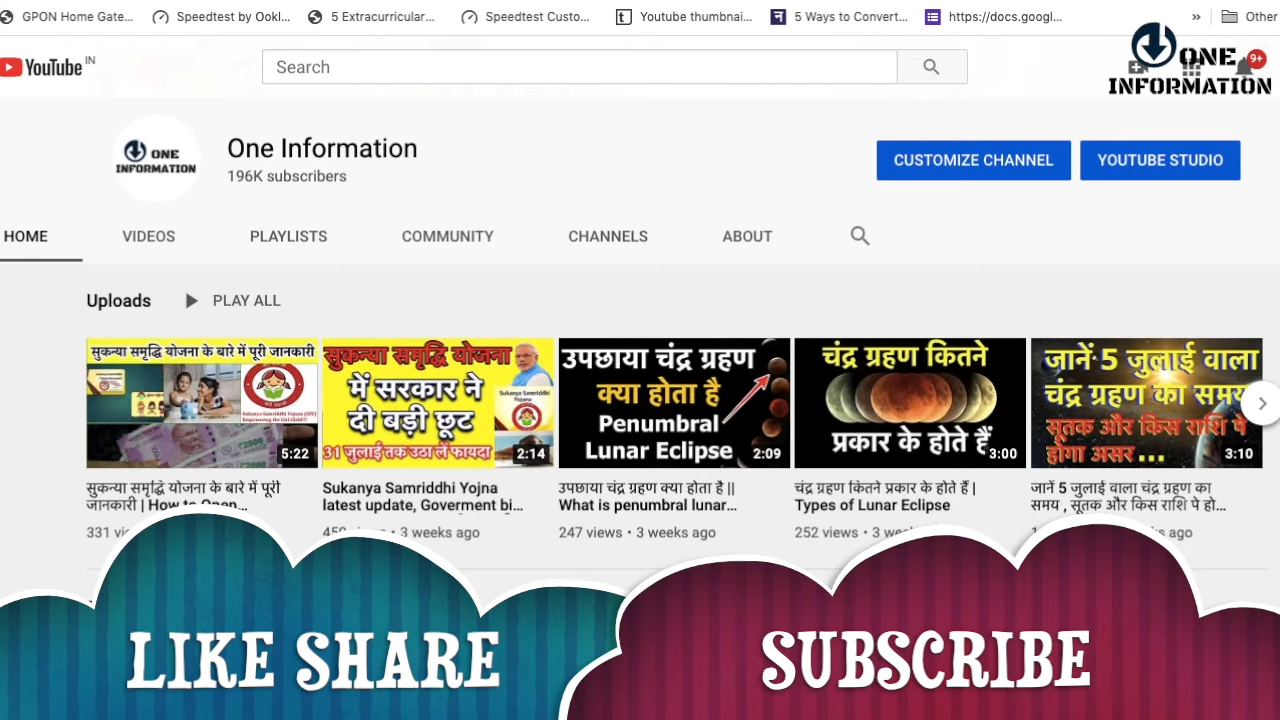 GPON Home Gate...
Speedtest by Ookl...
5 Extracurricular...
Speedtest Custo...
Youtube thumbnai...
5 Ways to Convert...
https://docs.googl...
»
Other
YouTube IN
Search
9+
ONE
INFORMATION
ONE
INFORMATION
One Information
196K subscribers
CUSTOMIZE CHANNEL
YOUTUBE STUDIO
HOME
VIDEOS
PLAYLISTS
COMMUNITY
CHANNELS
ABOUT
Uploads
PLAY ALL
सुकन्या समृद्धि योजना के बारे में पूरी जानकारी
5:22
सुकन्या समृद्धि योजना
में सरकार ने
दी बड़ी छूट
Sukanya Samriddhi
Yojana
31 जुलाई तक उठा लें फायदा
2:14
उपछाया चंद्र ग्रहण
क्या होता है
Penumbral
Lunar Eclipse
2:09
चंद्र ग्रहण कितने
प्रकार के होते हैं
3:00
जानें 5 जुलाई वाला
चंद्र ग्रहण का समय
सूतक और किस राशि पे
होगा असर ...
3:10
सुकन्या समृद्धि योजना के बारे में पूरी
जानकारी | How to Open...
331
Sukanya Samriddhi Yojna
latest update, Goverment bi...
3 weeks ago
उपछाया चंद्र ग्रहण क्या होता है ||
What is penumbral lunar...
247 views • 3 weeks ago
चंद्र ग्रहण कितने प्रकार के होते हैं |
Types of Lunar Eclipse
252 views •
जानें 5 जुलाई वाला चंद्र ग्रहण का
समय , सूतक और किस राशि पे हो...
ago
LIKE SHARE
SUBSCRIBE